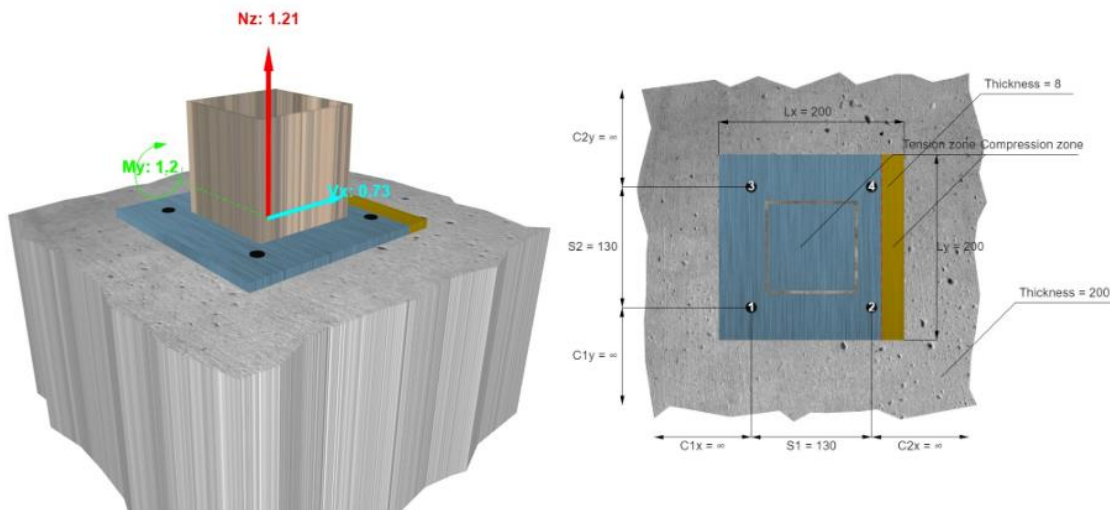 Nz: 1.21
My: 1.2
Vx: 0.73
Thickness = 8
Lx = 200
C2y = ∞
Tension zone
Compression zone
3
4
S2 = 130
Ly = 200
Thickness = 200
1
2
C1y = ∞
C1x = ∞
S1 = 130
C2x = ∞